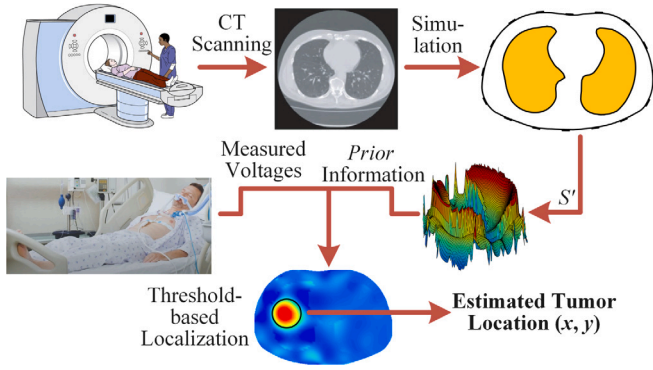 CT
Scanning
Simu-
lation
Measured
Voltages
Prior
Information
S'
Threshold-
based
Localization
Estimated Tumor
Location (x, y)